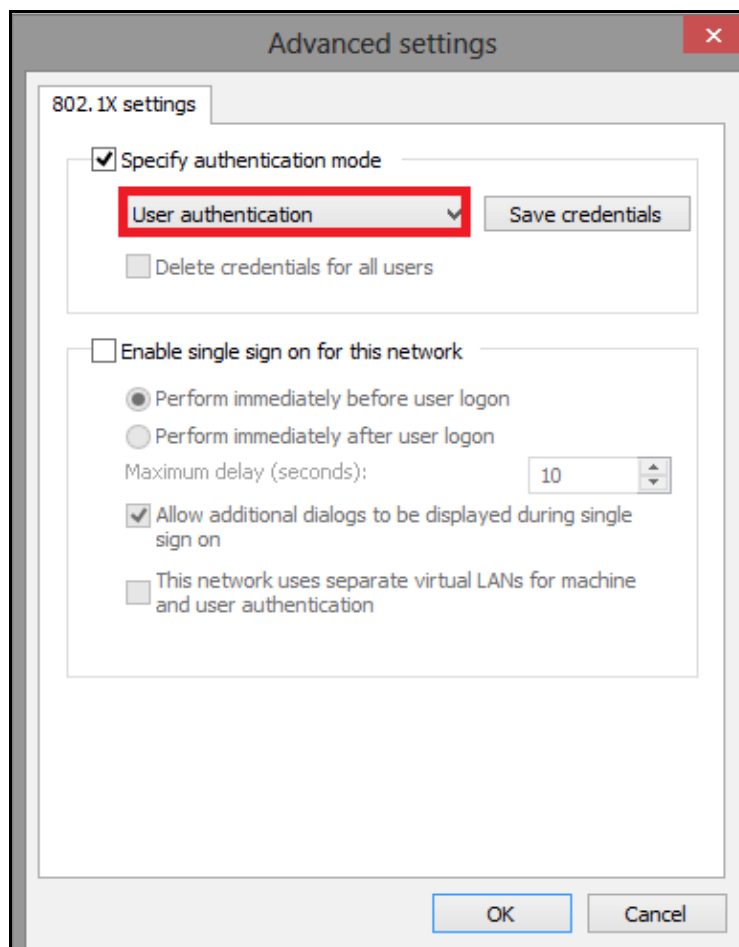 Advanced settings
802.1X settings
Specify authentication mode
User authentication
Save credentials
Delete credentials for all users
Enable single sign on for this network
Perform immediately before user logon
Perform immediately after user logon
Maximum delay (seconds):
10
Allow additional dialogs to be displayed during single
sign on
This network uses separate virtual LANs for machine
and user authentication
OK
Cancel